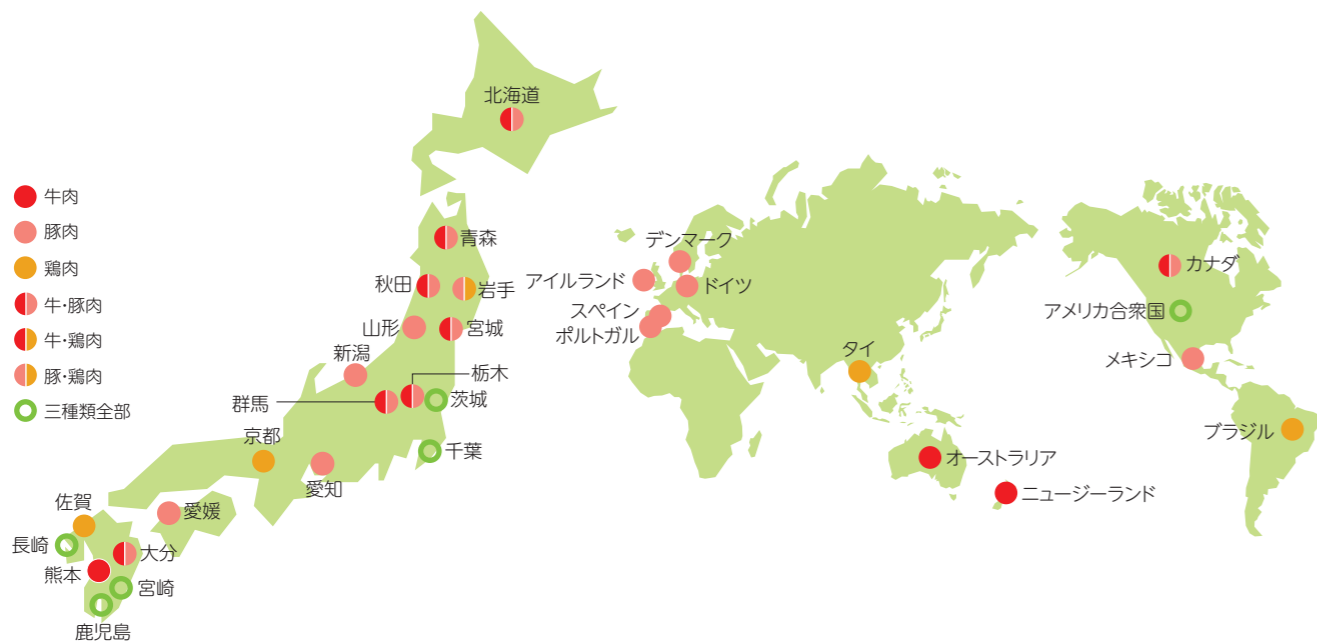 北海道
牛肉
豚肉
鶏肉
牛・豚肉
牛・鶏肉
豚・鶏肉
三種類全部
青森
秋田
岩手
山形
宮城
新潟
栃木
群馬
茨城
京都
千葉
愛知
佐賀
愛媛
長崎
大分
熊本
宮崎
鹿児島
デンマーク
アイルランド
ドイツ
スペイン
ポルトガル
タイ
オーストラリア
ニュージーランド
カナダ
アメリカ合衆国
メキシコ
ブラジル